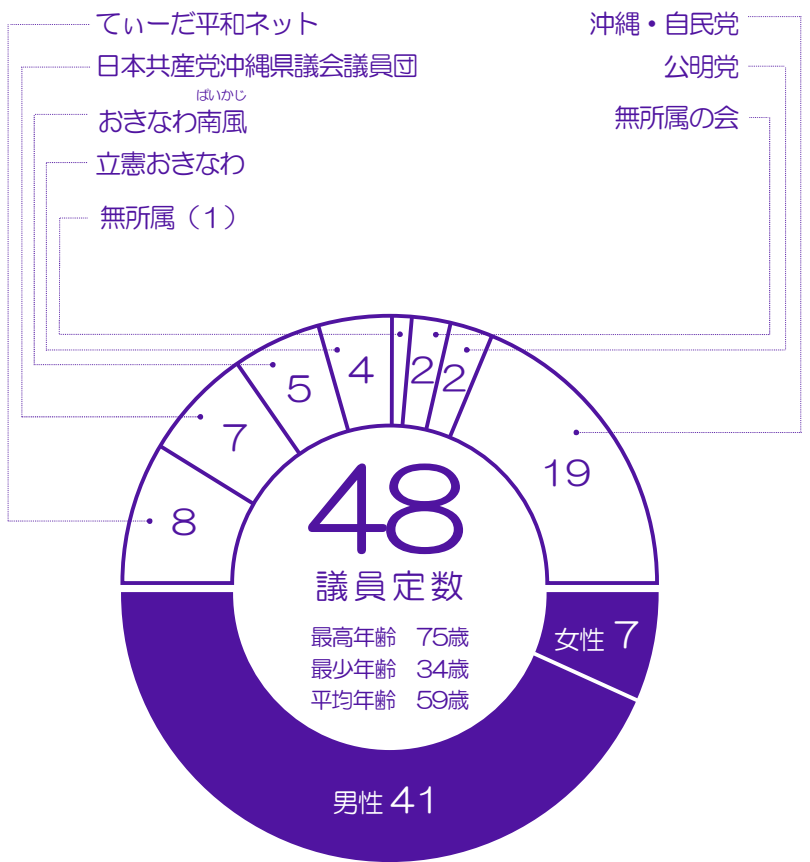 てぃーだ平和ネット
日本共産党沖縄県議会議員団
ぱいかじ
おきなわ南風
立憲おきなわ
無所属（1）
沖縄・自民党
公明党
無所属の会
8
7
5
4
2
2
19
48
議員定数
最高年齢　75歳
最少年齢　34歳
平均年齢　59歳
女性 7
男性 41